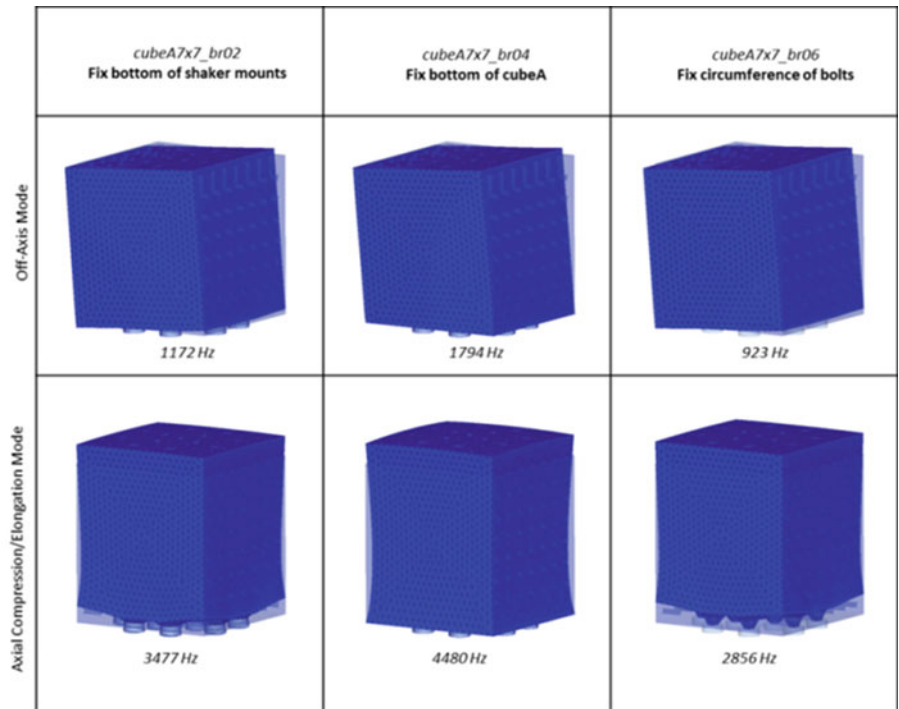 cubeA7x7_br02
Fix bottom of shaker mounts
cubeA7x7_br04
Fix bottom of cubeA
cubeA7x7_br06
Fix circumference of bolts
Off-Axis Mode
1172 Hz
1794 Hz
923 Hz
Axial Compression/Elongation Mode
3477 Hz
4480 Hz
2856 Hz